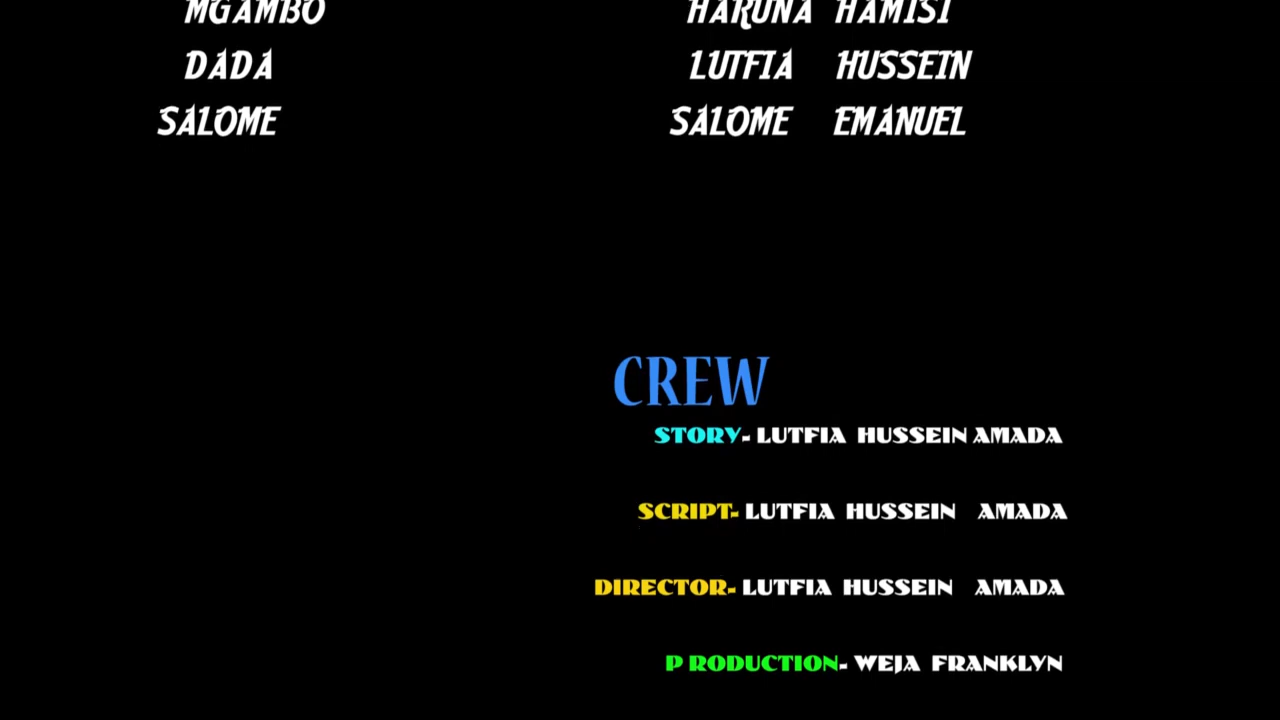 MGAMBO HARUNA HAMISI
DADA LUTFIA HUSSEIN
SALOME SALOME EMANUEL
CREW
STORY- LUTFIA HUSSEIN AMADA
SCRIPT- LUTFIA HUSSEIN AMADA
DIRECTOR- LUTFIA HUSSEIN AMADA
P RODUCTION- WEJA FRANKLYN